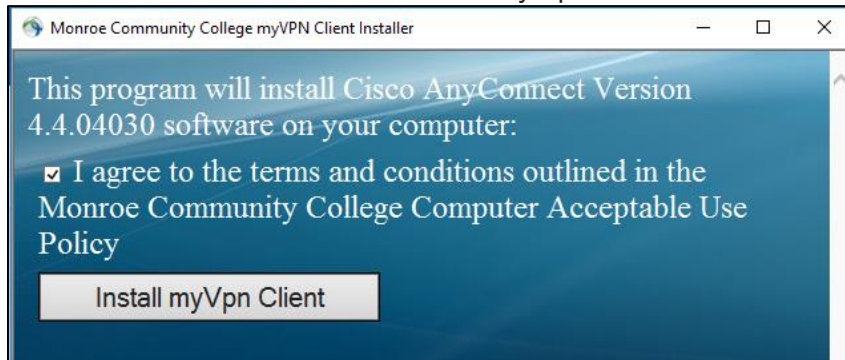 Monroe Community College myVPN Client Installer
This program will install Cisco AnyConnect Version
4.4.04030 software on your computer:
I agree to the terms and conditions outlined in the
Monroe Community College Computer Acceptable Use
Policy
Install myVpn Client